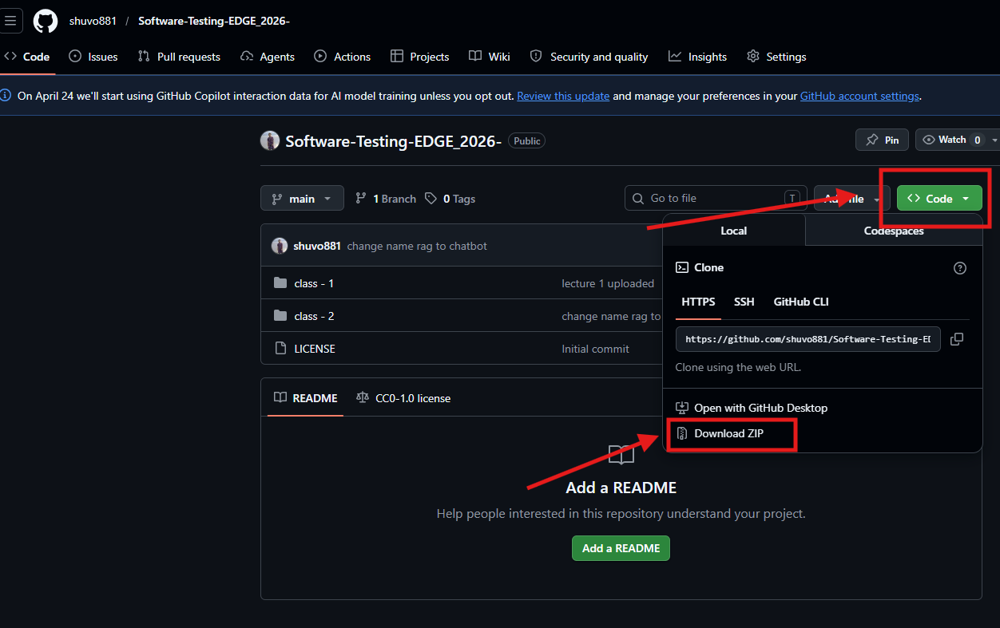 shuvo881 / Software-Testing-EDGE_2026-
Code Issues Pull requests Agents Actions Projects Wiki Security and quality Insights Settings
On April 24 we'll start using GitHub Copilot interaction data for AI model training unless you opt out. Review this update and manage your preferences in your GitHub account settings.
Software-Testing-EDGE_2026- Public
Pin Watch 0
main 1 Branch 0 Tags
Go to file T
file
Code
Local Codespaces
shuvo881 change name rag to chatbot
class - 1 lecture 1 uploaded
class - 2 change name rag to
LICENSE Initial commit
Clone
HTTPS SSH GitHub CLI
https://github.com/shuvo881/Software-Testing-E
Clone using the web URL.
Open with GitHub Desktop
Download ZIP
README CC0-1.0 license
Add a README
Help people interested in this repository understand your project.
Add a README